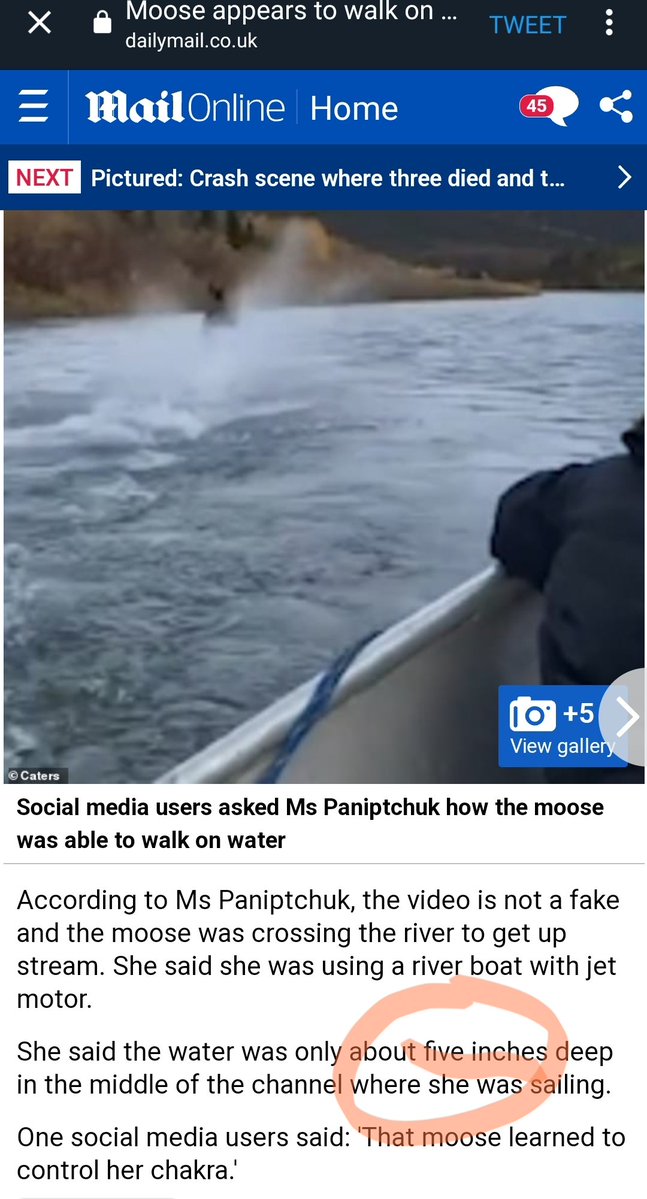 Moose appears to walk on ...
dailymail.co.uk
TWEET
Mail Online Home
45
NEXT Pictured: Crash scene where three died and t...
+5
View gallery
© Caters
Social media users asked Ms Paniptchuk how the moose
was able to walk on water
According to Ms Paniptchuk, the video is not a fake
and the moose was crossing the river to get up
stream. She said she was using a river boat with jet
motor.
She said the water was only about five inches deep
in the middle of the channel where she was sailing.
One social media users said: 'That moose learned to
control her chakra.'